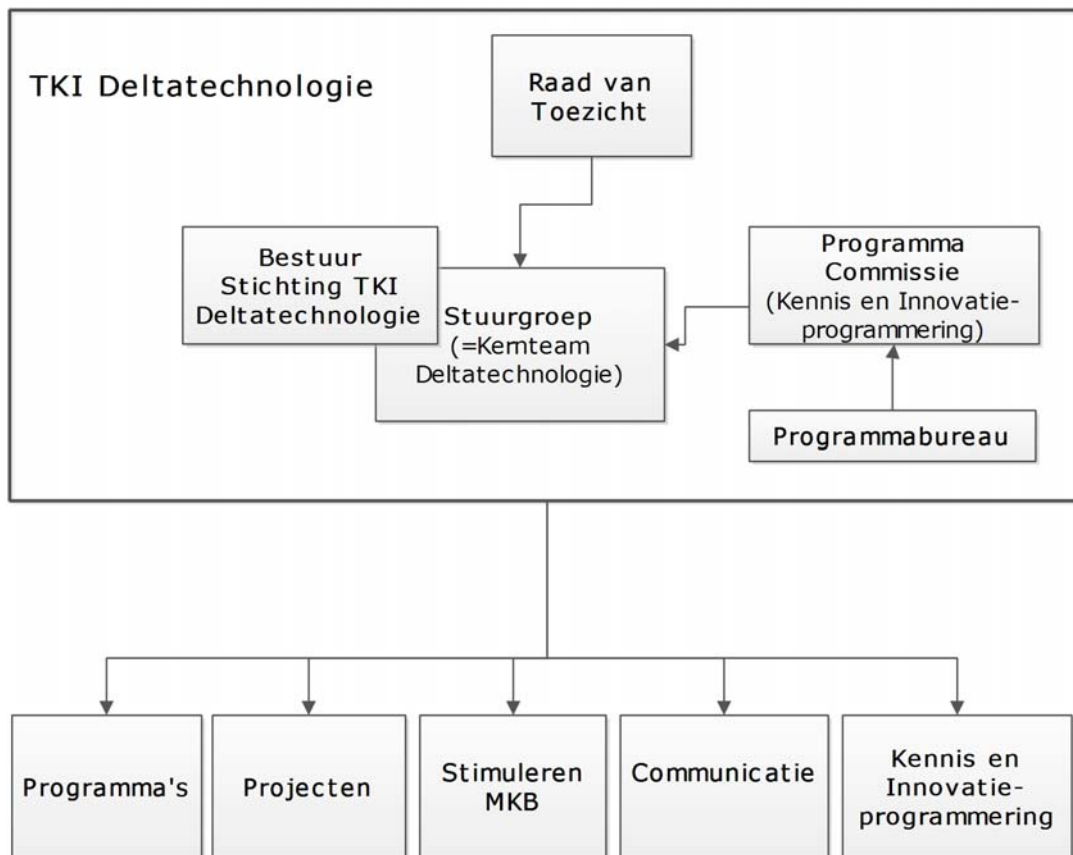 TKI Deltatechnologie
Raad van
Toezicht
Bestuur
Stichting TKI
Deltatechnologie
Stuurgroep
(=Kernteam
Deltatechnologie)
Programma
Commissie
(Kennis en Innovatie-
programmering)
Programmabureau
Programma's
Projecten
Stimuleren
MKB
Communicatie
Kennis en
Innovatie-
programmering